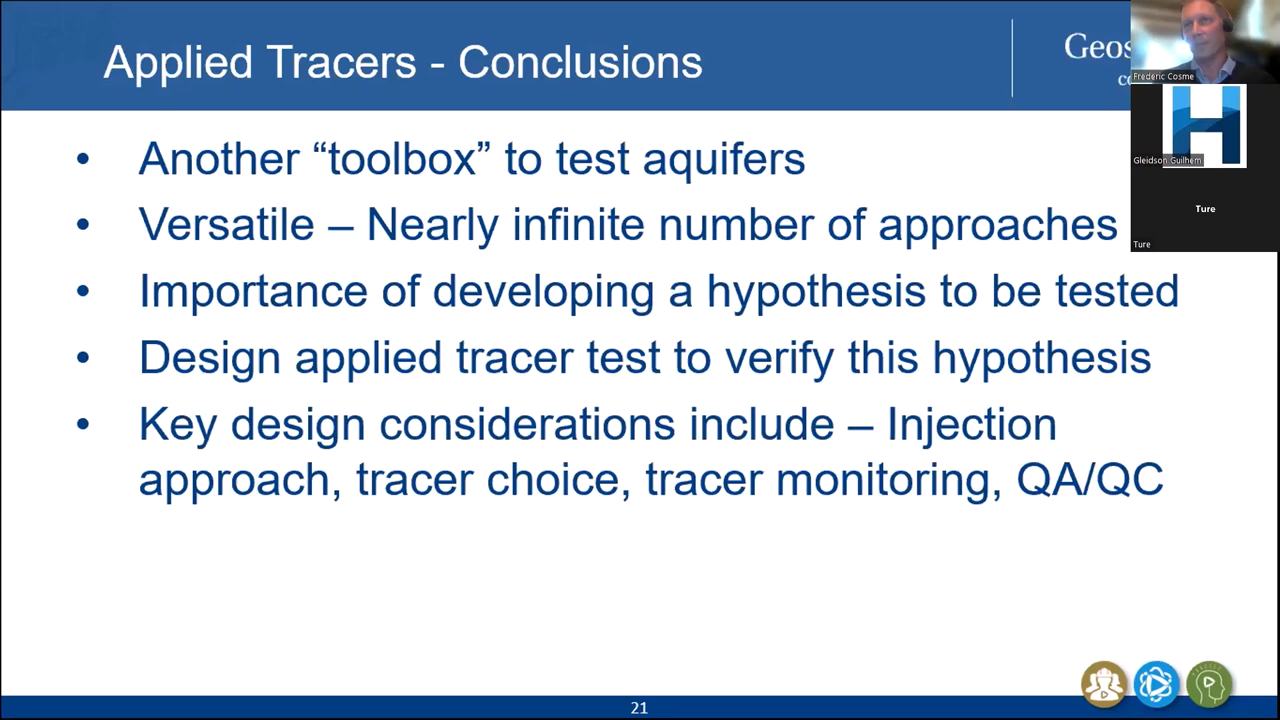 Applied Tracers - Conclusions
Frederic Cosme
Gleidson Guilhem
Ture
Ture
• Another “toolbox” to test aquifers
• Versatile – Nearly infinite number of approaches
• Importance of developing a hypothesis to be tested
• Design applied tracer test to verify this hypothesis
• Key design considerations include – Injection
approach, tracer choice, tracer monitoring, QA/QC
21